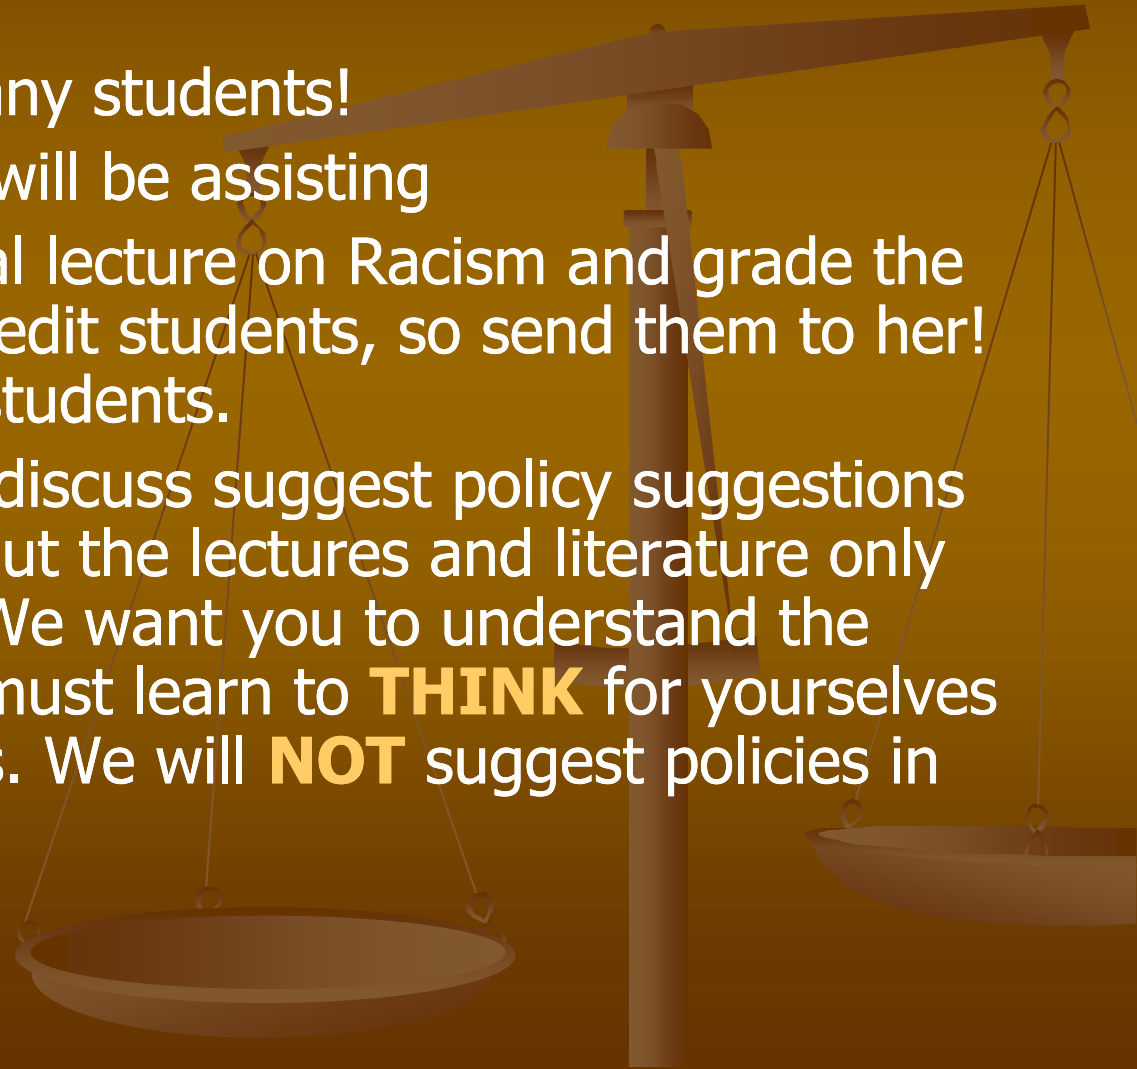 any students!
will be assisting
al lecture on Racism and grade the
edit students, so send them to her!
students.
discuss suggest policy suggestions
ut the lectures and literature only
We want you to understand the
must learn to THINK for yourselves
s. We will NOT suggest policies in